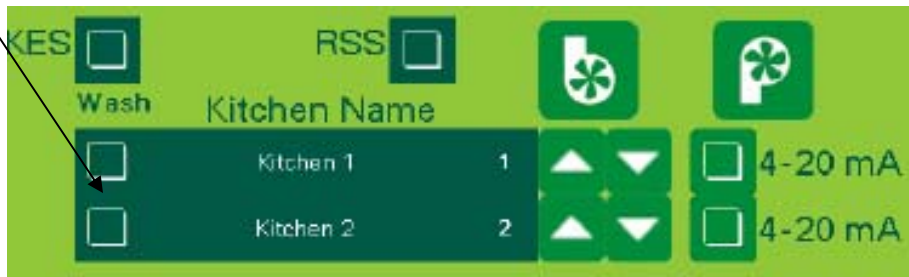 KES RSS
Wash Kitchen Name
Kitchen 1 1 4-20 mA
Kitchen 2 2 4-20 mA